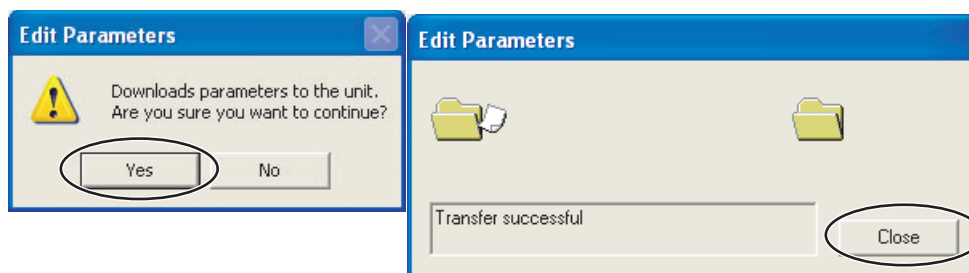 Edit Parameters
Downloads parameters to the unit.
Are you sure you want to continue?
Yes
No
Edit Parameters
Transfer successful
Close